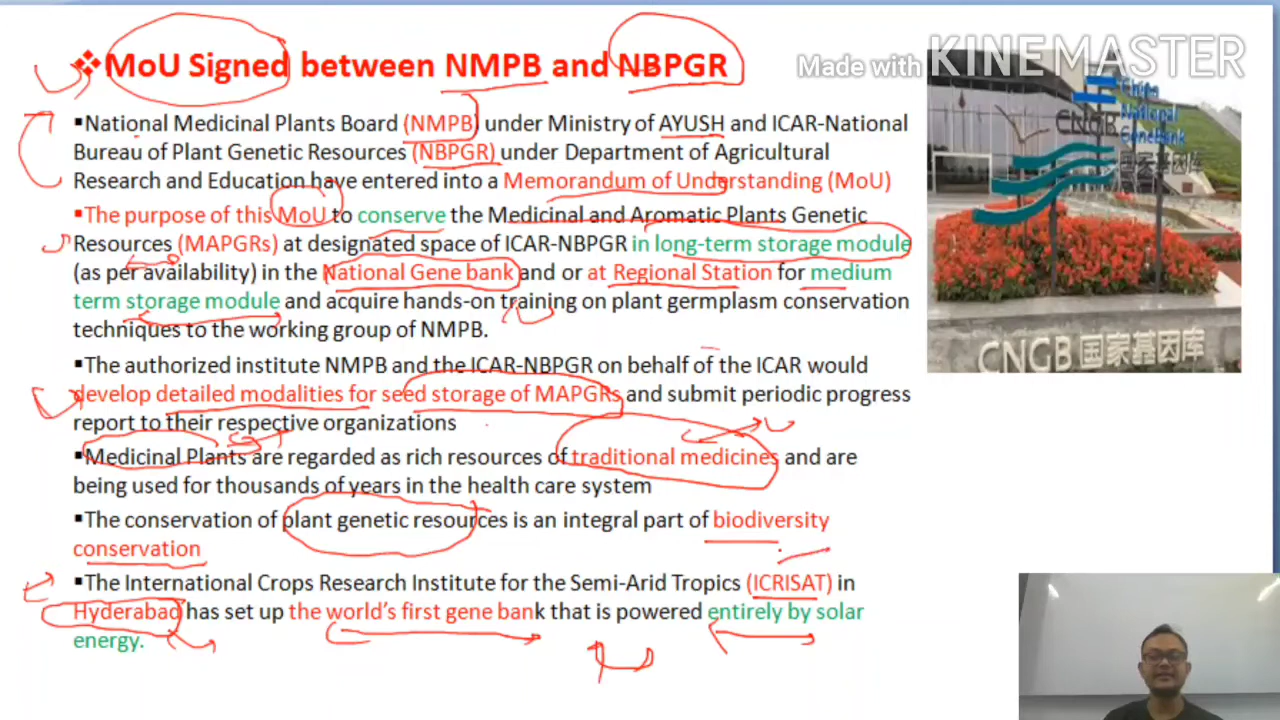 ❖MoU Signed between NMPB and NBPGR
Made with KINEMASTER
▪National Medicinal Plants Board (NMPB) under Ministry of AYUSH and ICAR-National
Bureau of Plant Genetic Resources (NBPGR) under Department of Agricultural
Research and Education have entered into a Memorandum of Understanding (MoU)
▪The purpose of this MoU to conserve the Medicinal and Aromatic Plants Genetic
Resources (MAPGRs) at designated space of ICAR-NBPGR in long-term storage module
(as per availability) in the National Gene bank and or at Regional Station for medium
term storage module and acquire hands-on training on plant germplasm conservation
techniques to the working group of NMPB.
▪The authorized institute NMPB and the ICAR-NBPGR on behalf of the ICAR would
develop detailed modalities for seed storage of MAPGRs and submit periodic progress
report to their respective organizations
▪Medicinal Plants are regarded as rich resources of traditional medicines and are
being used for thousands of years in the health care system
▪The conservation of plant genetic resources is an integral part of biodiversity
conservation
▪The International Crops Research Institute for the Semi-Arid Tropics (ICRISAT) in
Hyderabad has set up the world's first gene bank that is powered entirely by solar
energy.
China
National
GeneBank
CNGB
国家基因库
CNGB 国家基因库